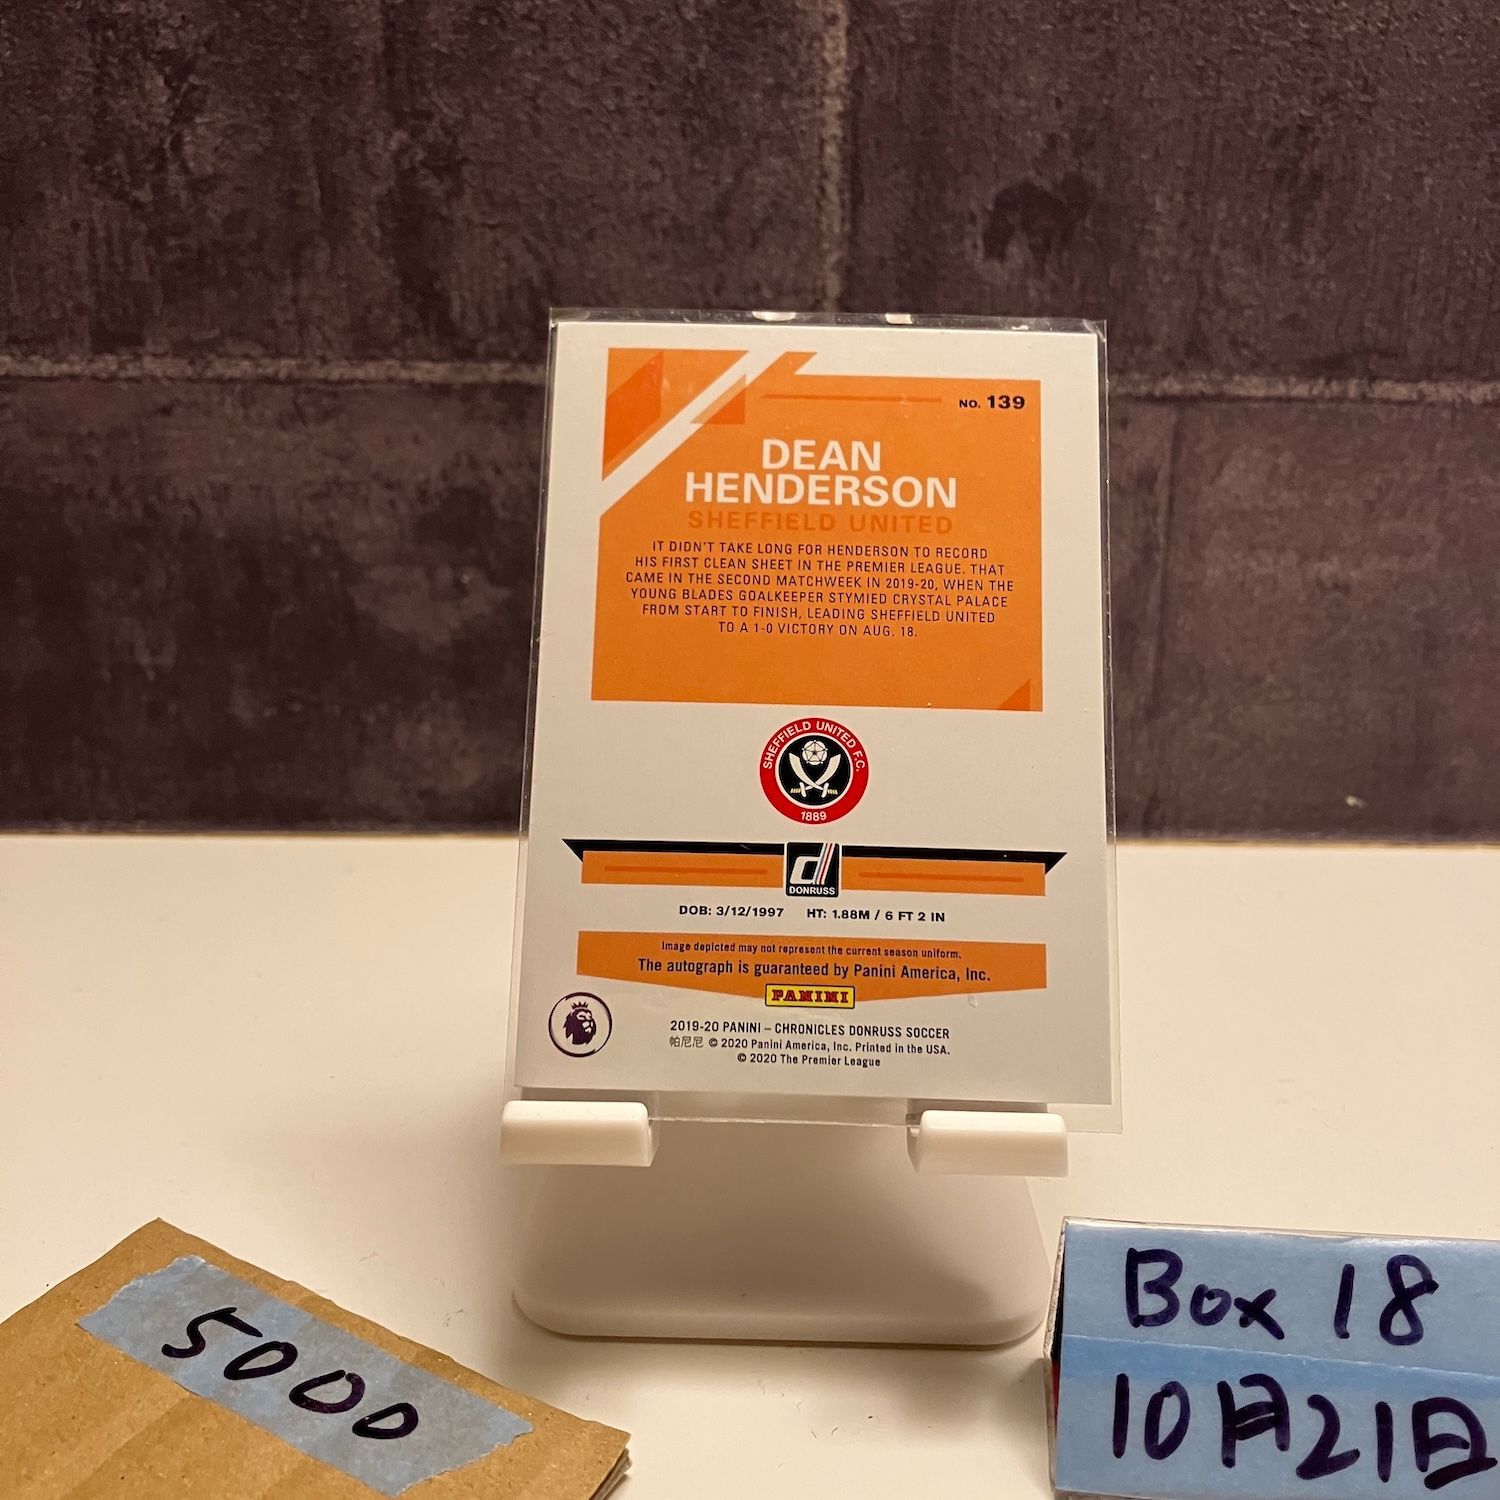 NO. 139
DEAN
HENDERSON
SHEFFIELD UNITED
IT DIDN'T TAKE LONG FOR HENDERSON TO RECORD
HIS FIRST CLEAN SHEET IN THE PREMIER LEAGUE. THAT
CAME IN THE SECOND MATCHWEEK IN 2019-20, WHEN THE
YOUNG BLADES GOALKEEPER STYMIED CRYSTAL PALACE
FROM START TO FINISH, LEADING SHEFFIELD UNITED
TO A 1-0 VICTORY ON AUG. 18.
SHEFFIELD UNITED F.C.
1889
DONRUSS
DOB: 3/12/1997 HT: 1.88M / 6 FT 2 IN
Image depicted may not represent the current season uniform.
The autograph is guaranteed by Panini America, Inc.
PANINI
2019-20 PANINI – CHRONICLES DONRUSS SOCCER
帕尼尼 © 2020 Panini America, Inc. Printed in the USA.
© 2020 The Premier League
5000
Box 18
10月21日